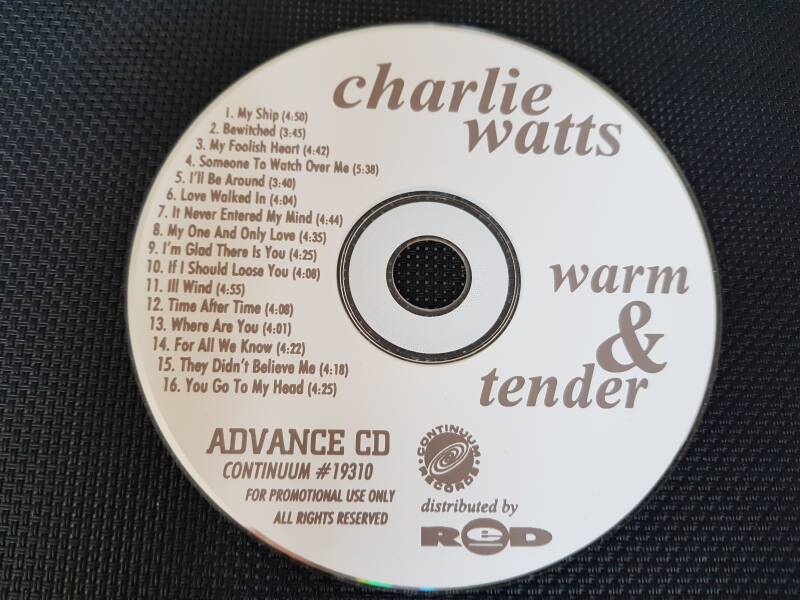 charlie
watts
1. My Ship (4:50)
2. Bewitched (3:45)
3. My Foolish Heart (4:42)
4. Someone To Watch Over Me (5:38)
5. I'll Be Around (3:40)
6. Love Walked In (4:04)
7. It Never Entered My Mind (4:44)
8. My One And Only Love (4:35)
9. I'm Glad There Is You (4:25)
10. If I Should Loose You (4:08)
11. Ill Wind (4:55)
12. Time After Time (4:08)
13. Where Are You (4:01)
14. For All We Know (4:22)
15. They Didn't Believe Me (4:18)
16. You Go To My Head (4:25)
warm
&
tender
ADVANCE CD
CONTINUUM #19310
FOR PROMOTIONAL USE ONLY
ALL RIGHTS RESERVED
CONTINUUM
RECORDS
distributed by
ReD